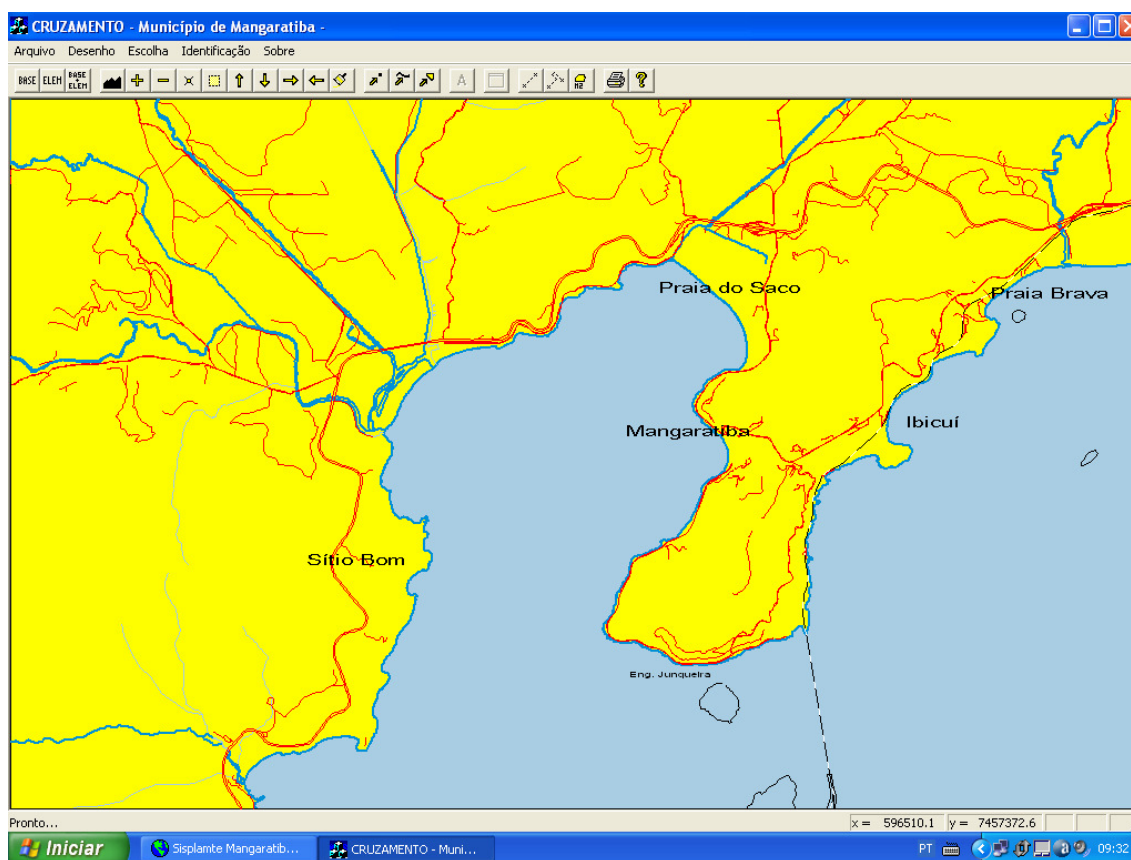 CRUZAMENTO - Município de Mangaratiba -
Arquivo Desenho Escolha Identificação Sobre
BASE ELEM BASE + ELEM A HZ ?
Praia do Saco
Praia Brava
Ibicuí
Mangaratiba
Sítio Bom
Eng. Junqueira
Pronto...
x = 596510.1 y = 7457372.6
Iniciar Sisplamte Mangaratib... CRUZAMENTO - Muni... PT 09:32